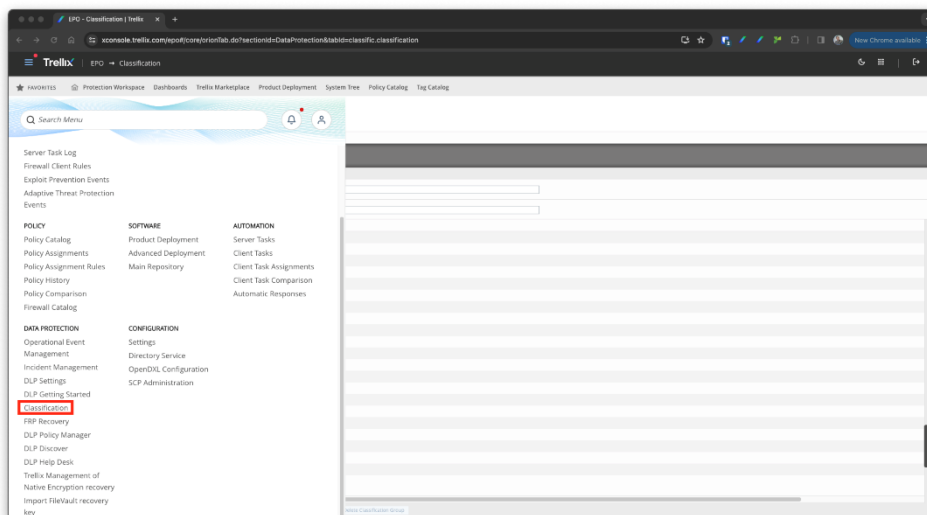 EPO - Classification | Trellix
xconsole.trellix.com/epo#/core/orionTab.do?sectionId=DataProtection&tabId=classific.classification
New Chrome available
Trellix
EPO → Classification
FAVORITES Protection Workspace Dashboards Trellix Marketplace Product Deployment System Tree Policy Catalog Tag Catalog
Search Menu
Server Task Log
Firewall Client Rules
Exploit Prevention Events
Adaptive Threat Protection
Events
POLICY
Policy Catalog
Policy Assignments
Policy Assignment Rules
Policy History
Policy Comparison
Firewall Catalog
SOFTWARE
Product Deployment
Advanced Deployment
Main Repository
AUTOMATION
Server Tasks
Client Tasks
Client Task Assignments
Client Task Comparison
Automatic Responses
DATA PROTECTION
Operational Event
Management
Incident Management
DLP Settings
DLP Getting Started
Classification
FRP Recovery
DLP Policy Manager
DLP Discover
DLP Help Desk
Trellix Management of
Native Encryption recovery
Import FileVault recovery
key
CONFIGURATION
Settings
Directory Service
OpenDXL Configuration
SCP Administration
Classification Group